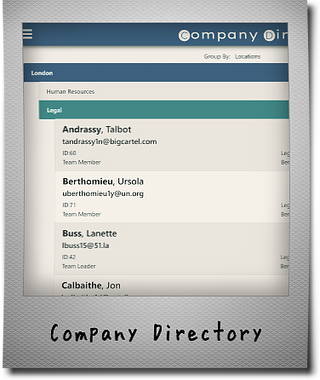 Company Dir
Group By: Locations
London
Human Resources
Legal
Andrassy, Talbot
tandrassy1n@bigcartel.com
ID:60 Leg
Team Member Ber
Berthomieu, Ursola
uberthomieu1y@un.org
ID:71 Leg
Team Member Ber
Buss, Lanette
lbuss15@51.la
ID:42 Leg
Team Leader Ber
Calbaithe, Jon
Company Directory